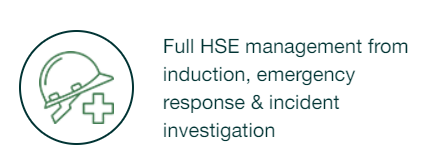 Full HSE management from
induction, emergency
response & incident
investigation